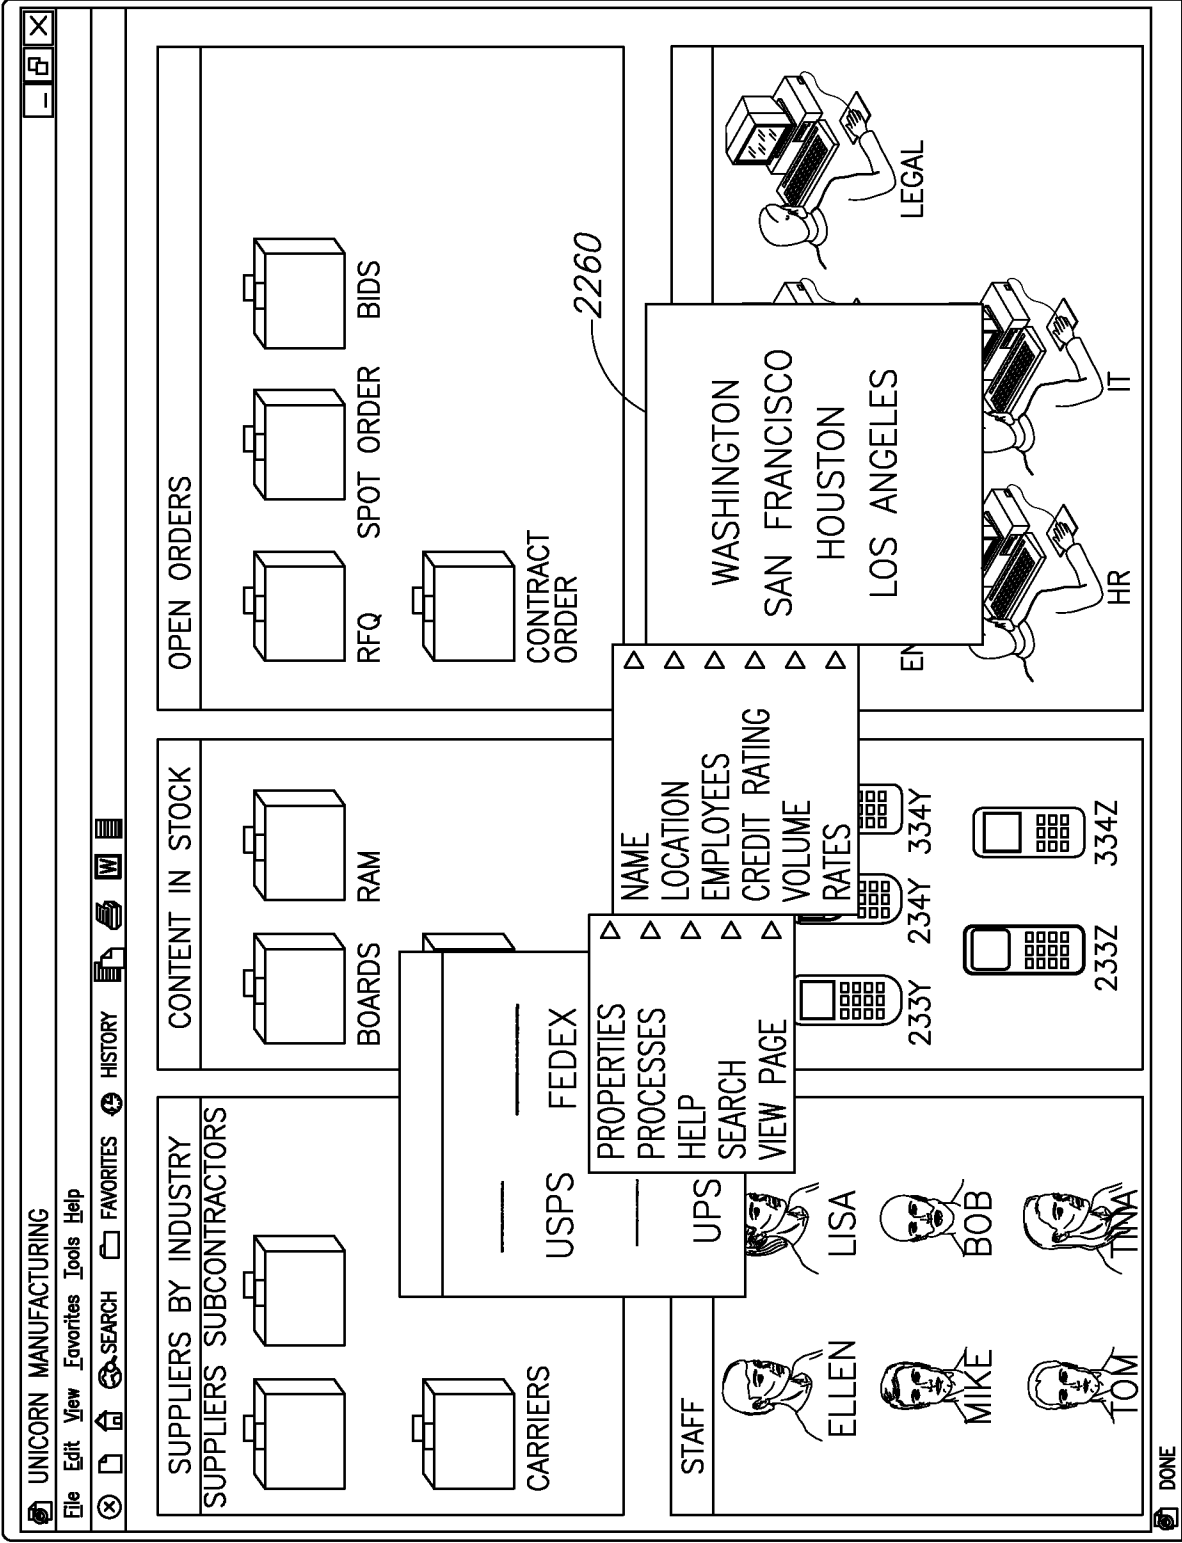 UNICORN MANUFACTURING
File Edit View Favorites Tools Help
SEARCH FAVORITES HISTORY W
SUPPLIERS BY INDUSTRY
SUPPLIERS SUBCONTRACTORS
CARRIERS
CONTENT IN STOCK
BOARDS RAM
OPEN ORDERS
RFQ SPOT ORDER BIDS
CONTRACT
ORDER
2260
USPS FEDEX
UPS
PROPERTIES
PROCESSES
HELP
SEARCH
VIEW PAGE
NAME
LOCATION
EMPLOYEES
CREDIT RATING
VOLUME
RATES
WASHINGTON
SAN FRANCISCO
HOUSTON
LOS ANGELES
STAFF
ELLEN LISA
MIKE BOB
TOM TINA
233Y 234Y 334Y
233Z 334Z
EN
LEGAL
HR IT
DONE